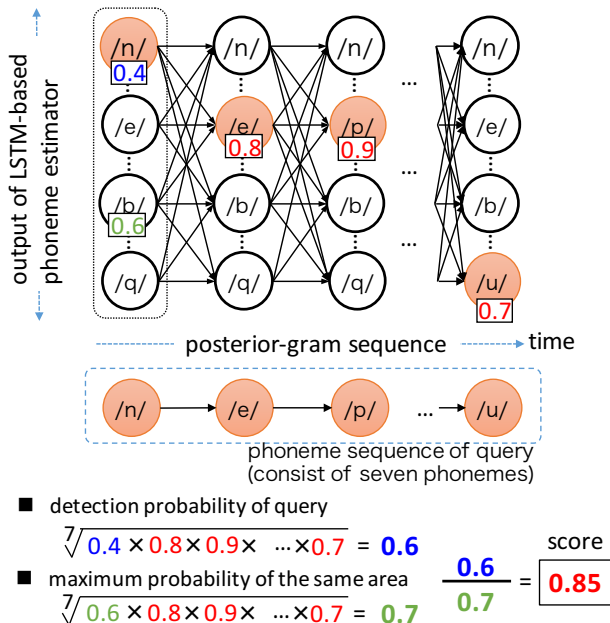 output of LSTM-based
phoneme estimator
/n/ /n/ /n/ /n/
0.4
...
/e/ /e/ /p/ /e/
0.8 0.9
/b/ /b/ /b/ /b/
0.6
...
/q/ /q/ /q/ /u/
0.7
posterior-gram sequence time
/n/ /e/ /p/ ... /u/
phoneme sequence of query
(consist of seven phonemes)
■ detection probability of query
7√0.4 × 0.8 × 0.9 × ... × 0.7 = 0.6
■ maximum probability of the same area
7√0.6 × 0.8 × 0.9 × ... × 0.7 = 0.7
score
0.6
0.7
= 0.85